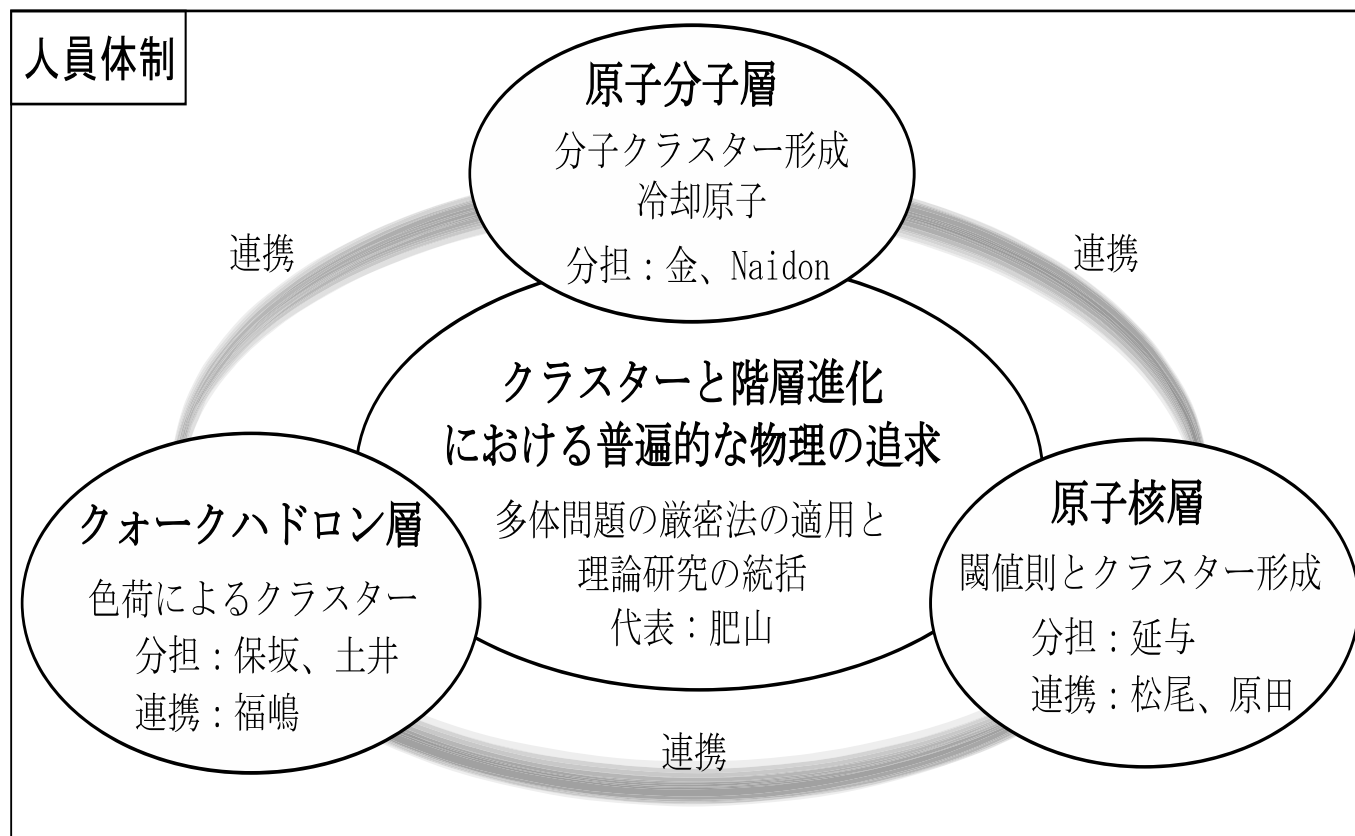 人員体制
原子分子層
分子クラスター形成
冷却原子
分担：金、Naidon
連携
連携
クラスターと階層進化
における普遍的な物理の追求
多体問題の厳密法の適用と
理論研究の統括
代表：肥山
クォークハドロン層
色荷によるクラスター
分担：保坂、土井
連携：福嶋
原子核層
閾値則とクラスター形成
分担：延与
連携：松尾、原田
連携